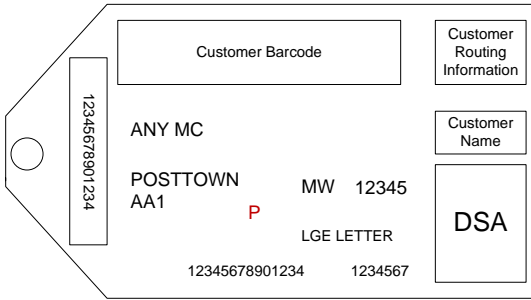 Customer Barcode
Customer
Routing
Information
12345678901234
ANY MC
Customer
Name
POSTTOWN
AA1
MW 12345
P
DSA
LGE LETTER
12345678901234 1234567